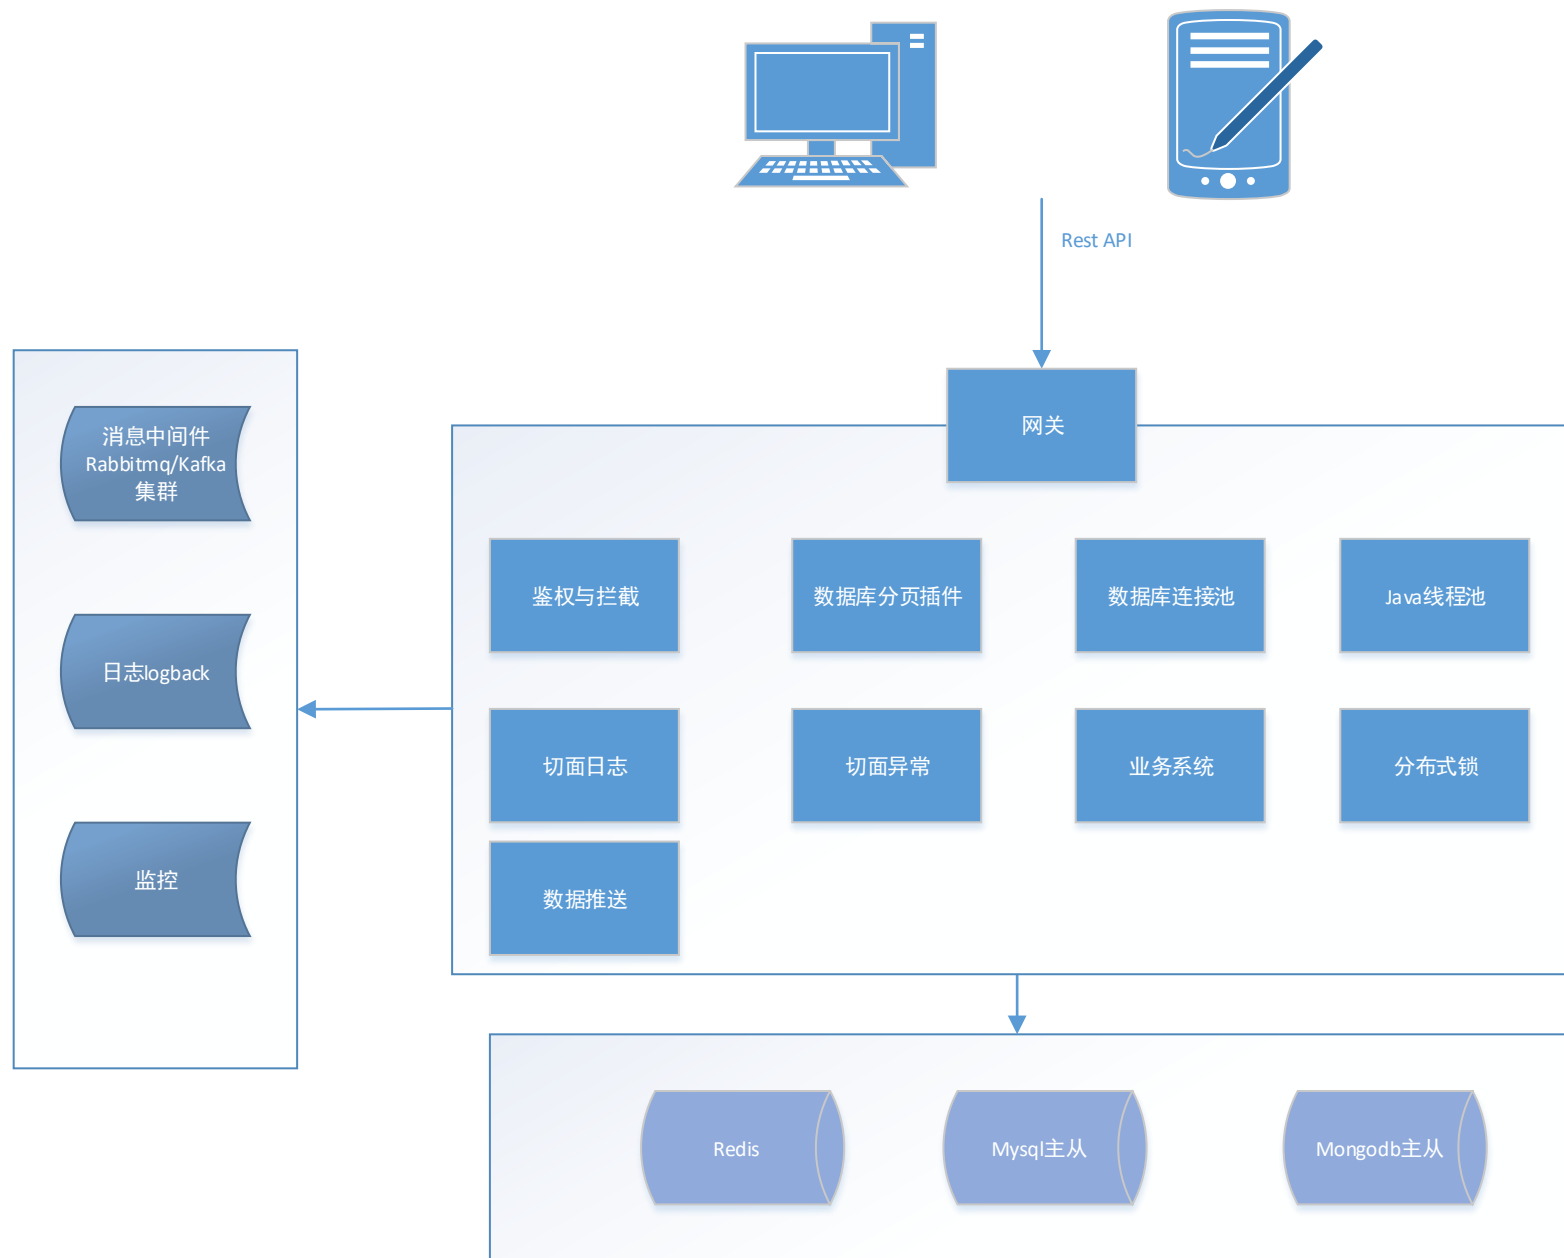 Rest API
网关
消息中间件
Rabbitmq/Kafka
集群
日志logback
监控
鉴权与拦截
数据库分页插件
数据库连接池
Java线程池
切面日志
切面异常
业务系统
分布式锁
数据推送
Redis
Mysql主从
Mongodb主从